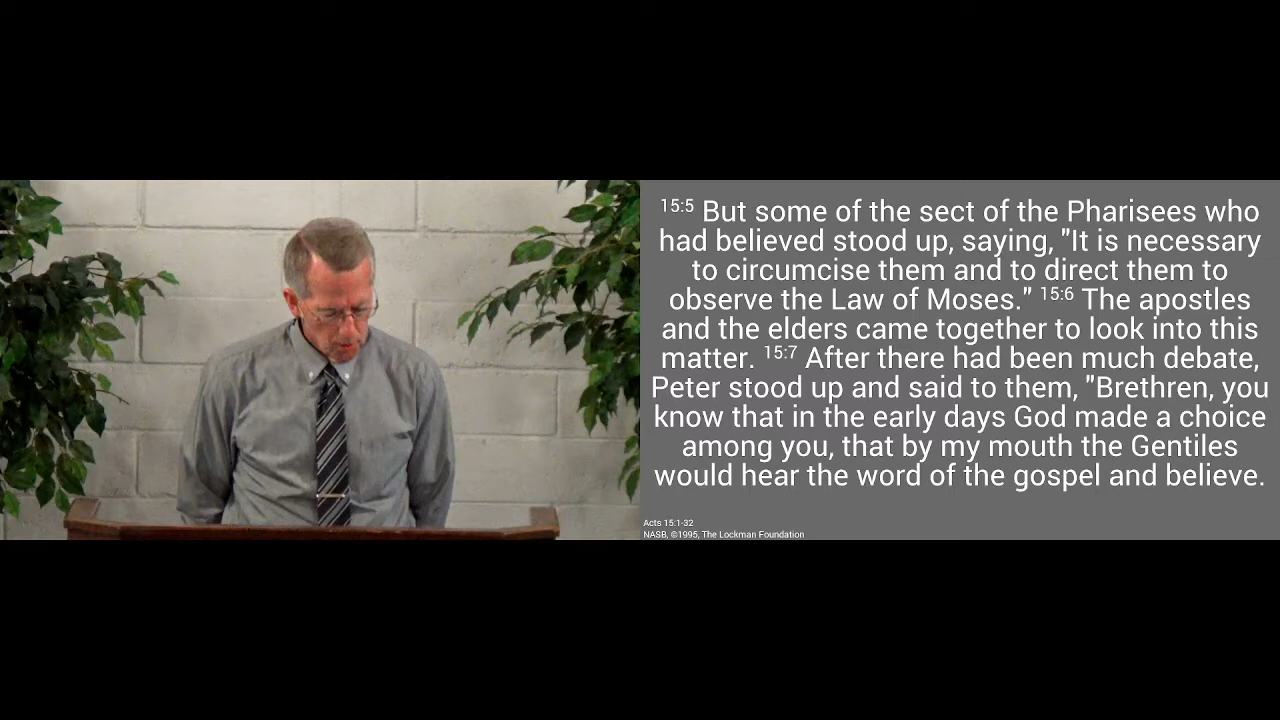 15:5 But some of the sect of the Pharisees who
had believed stood up, saying, "It is necessary
to circumcise them and to direct them to
observe the Law of Moses." 15:6 The apostles
and the elders came together to look into this
matter. 15:7 After there had been much debate,
Peter stood up and said to them, "Brethren, you
know that in the early days God made a choice
among you, that by my mouth the Gentiles
would hear the word of the gospel and believe.
Acts 15:1-32
NASB, ©1995, The Lockman Foundation